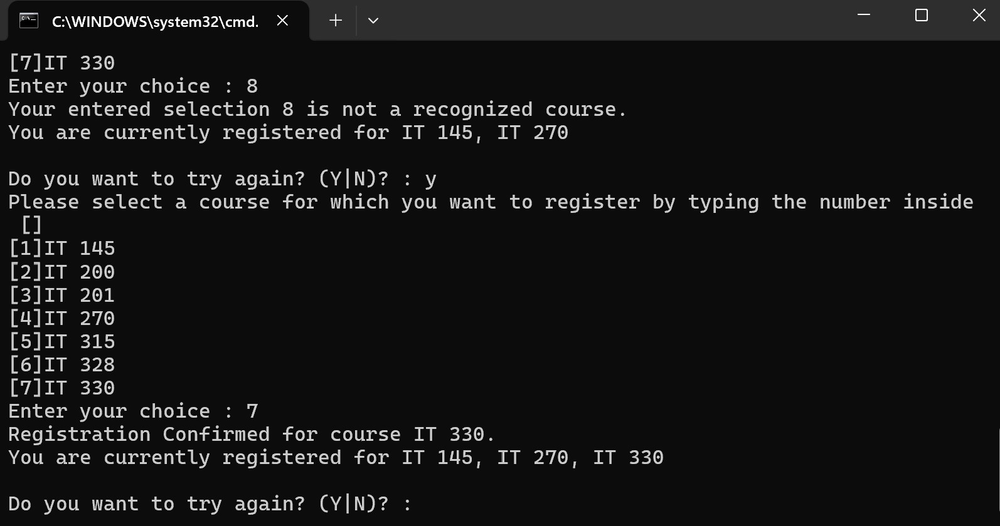 C:\WINDOWS\system32\cmd.
[7]IT 330
Enter your choice : 8
Your entered selection 8 is not a recognized course.
You are currently registered for IT 145, IT 270
Do you want to try again? (Y|N)? : y
Please select a course for which you want to register by typing the number inside
[]
[1]IT 145
[2]IT 200
[3]IT 201
[4]IT 270
[5]IT 315
[6]IT 328
[7]IT 330
Enter your choice : 7
Registration Confirmed for course IT 330.
You are currently registered for IT 145, IT 270, IT 330
Do you want to try again? (Y|N)? :